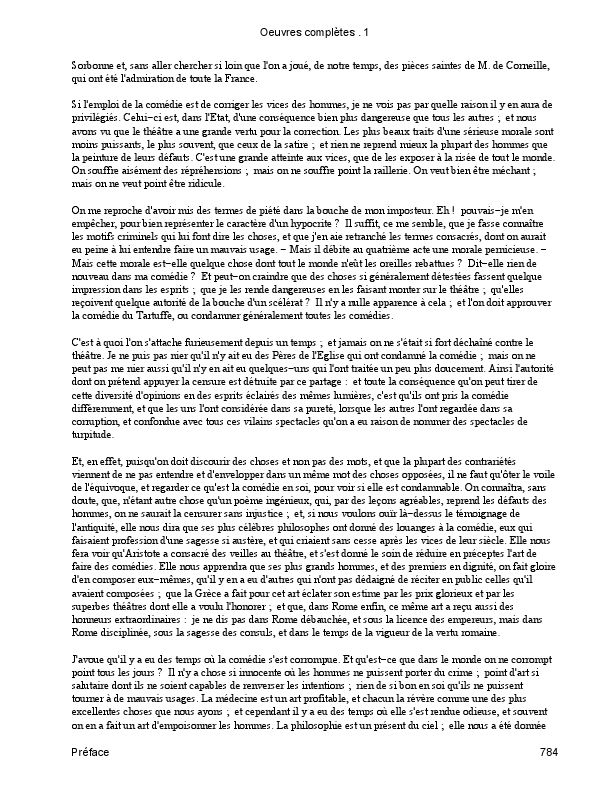 Oeuvres complètes . 1
Sorbonne et, sans aller chercher si loin que l'on a joué, de notre temps, des pièces saintes de M. de Corneille,
qui ont été l'admiration de toute la France.
Si l'emploi de la comédie est de corriger les vices des hommes, je ne vois pas par quelle raison il y en aura de
privilégiés. Celui−ci est, dans l'Etat, d'une conséquence bien plus dangereuse que tous les autres ; et nous
avons vu que le théâtre a une grande vertu pour la correction. Les plus beaux traits d'une sérieuse morale sont
moins puissants, le plus souvent, que ceux de la satire ; et rien ne reprend mieux la plupart des hommes que
la peinture de leurs défauts. C'est une grande atteinte aux vices, que de les exposer à la risée de tout le monde.
On souffre aisément des répréhensions ; mais on ne souffre point la raillerie. On veut bien être méchant ;
mais on ne veut point être ridicule.
On me reproche d'avoir mis des termes de piété dans la bouche de mon imposteur. Eh ! pouvais−je m'en
empêcher, pour bien représenter le caractère d'un hypocrite ? Il suffit, ce me semble, que je fasse connaître
les motifs criminels qui lui font dire les choses, et que j'en aie retranché les termes consacrés, dont on aurait
eu peine à lui entendre faire un mauvais usage. − Mais il débite au quatrième acte une morale pernicieuse. −
Mais cette morale est−elle quelque chose dont tout le monde n'eût les oreilles rebattues ? Dit−elle rien de
nouveau dans ma comédie ? Et peut−on craindre que des choses si généralement détestées fassent quelque
impression dans les esprits ; que je les rende dangereuses en les faisant monter sur le théâtre ; qu'elles
reçoivent quelque autorité de la bouche d'un scélérat ? Il n'y a nulle apparence à cela ; et l'on doit approuver
la comédie du Tartuffe, ou condamner généralement toutes les comédies.
C'est à quoi l'on s'attache furieusement depuis un temps ; et jamais on ne s'était si fort déchaîné contre le
théâtre. Je ne puis pas nier qu'il n'y ait eu des Pères de l'Eglise qui ont condamné la comédie ; mais on ne
peut pas me nier aussi qu'il n'y en ait eu quelques−uns qui l'ont traitée un peu plus doucement. Ainsi l'autorité
dont on prétend appuyer la censure est détruite par ce partage : et toute la conséquence qu'on peut tirer de
cette diversité d'opinions en des esprits éclairés des mêmes lumières, c'est qu'ils ont pris la comédie
différemment, et que les uns l'ont considérée dans sa pureté, lorsque les autres l'ont regardée dans sa
corruption, et confondue avec tous ces vilains spectacles qu'on a eu raison de nommer des spectacles de
turpitude.
Et, en effet, puisqu'on doit discourir des choses et non pas des mots, et que la plupart des contrariétés
viennent de ne pas entendre et d'envelopper dans un même mot des choses opposées, il ne faut qu'ôter le voile
de l'équivoque, et regarder ce qu'est la comédie en soi, pour voir si elle est condamnable. On connaîtra, sans
doute, que, n'étant autre chose qu'un poème ingénieux, qui, par des leçons agréables, reprend les défauts des
hommes, on ne saurait la censurer sans injustice ; et, si nous voulons ouïr là−dessus le témoignage de
l'antiquité, elle nous dira que ses plus célèbres philosophes ont donné des louanges à la comédie, eux qui
faisaient profession d'une sagesse si austère, et qui criaient sans cesse après les vices de leur siècle. Elle nous
fera voir qu'Aristote a consacré des veilles au théâtre, et s'est donné le soin de réduire en préceptes l'art de
faire des comédies. Elle nous apprendra que ses plus grands hommes, et des premiers en dignité, on fait gloire
d'en composer eux−mêmes, qu'il y en a eu d'autres qui n'ont pas dédaigné de réciter en public celles qu'il
avaient composées ; que la Grèce a fait pour cet art éclater son estime par les prix glorieux et par les
superbes théâtres dont elle a voulu l'honorer ; et que, dans Rome enfin, ce même art a reçu aussi des
honneurs extraordinaires : je ne dis pas dans Rome débauchée, et sous la licence des empereurs, mais dans
Rome disciplinée, sous la sagesse des consuls, et dans le temps de la vigueur de la vertu romaine.
J'avoue qu'il y a eu des temps où la comédie s'est corrompue. Et qu'est−ce que dans le monde on ne corrompt
point tous les jours ? Il n'y a chose si innocente où les hommes ne puissent porter du crime ; point d'art si
salutaire dont ils ne soient capables de renverser les intentions ; rien de si bon en soi qu'ils ne puissent
tourner à de mauvais usages. La médecine est un art profitable, et chacun la révère comme une des plus
excellentes choses que nous ayons ; et cependant il y a eu des temps où elle s'est rendue odieuse, et souvent
on en a fait un art d'empoisonner les hommes. La philosophie est un présent du ciel ; elle nous a été donnée
Préface 784